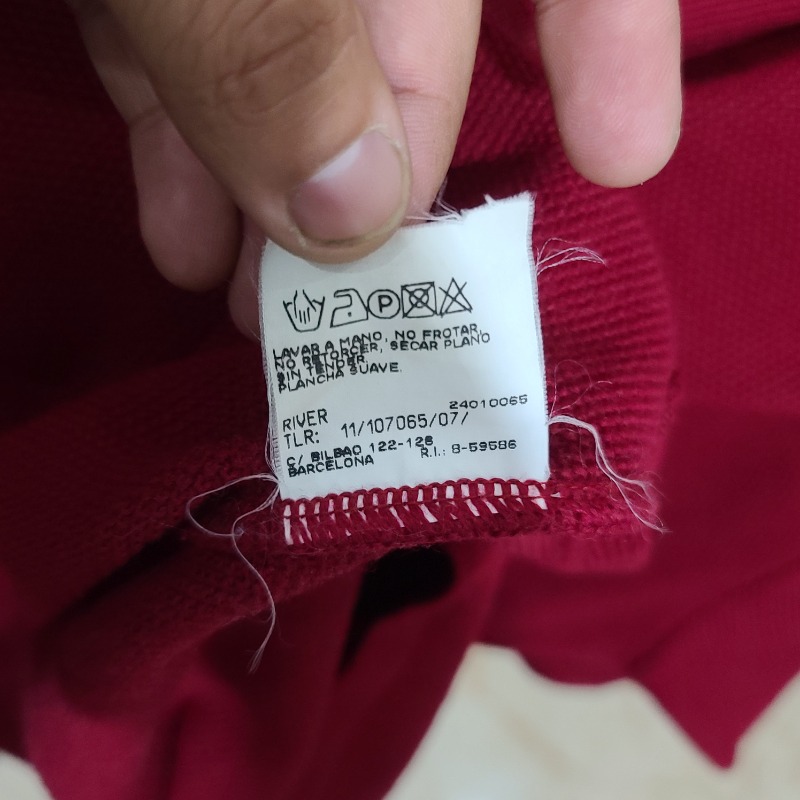 P
LAVAR A MANO, NO FROTAR,
NO RETORCER, SECAR PLANO
SIN TENDER.
PLANCHA SUAVE.
24010065
RIVER
TLR: 11/107065/07/
C/ BILBAO 122-126
BARCELONA R.I.: 8-59586